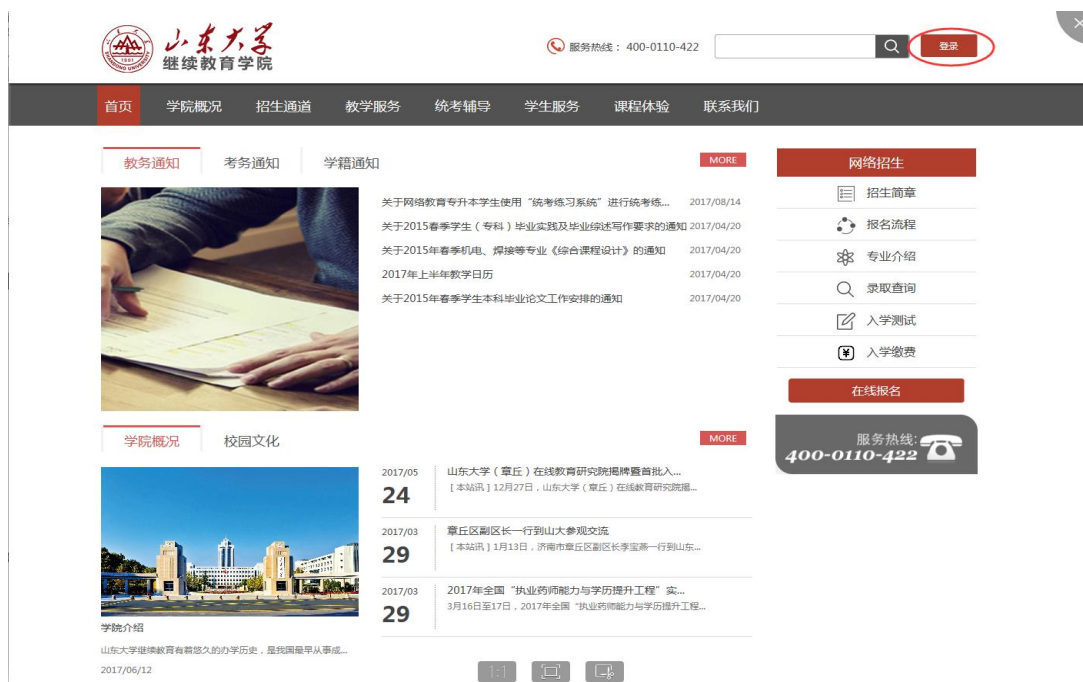 山东大学
继续教育学院
服务热线： 400-0110-422
登录
首页 学院概况 招生通道 教学服务 统考辅导 学生服务 课程体验 联系我们
教务通知 考务通知 学籍通知 MORE
关于网络教育专升本学生使用“统考练习系统”进行统考练... 2017/08/14
关于2015春季学生（专科）毕业实践及毕业综述写作要求的通知 2017/04/20
关于2015年春季机电、焊接等专业《综合课程设计》的通知 2017/04/20
2017年上半年教学日历 2017/04/20
关于2015年春季学生本科毕业论文工作安排的通知 2017/04/20
网络招生
招生简章
报名流程
专业介绍
录取查询
入学测试
入学缴费
在线报名
服务热线:
400-0110-422
学院概况 校园文化 MORE
2017/05
24
山东大学（章丘）在线教育研究院揭牌暨首批入...
[ 本站讯 ] 12月27日，山东大学（章丘）在线教育研究院揭...
2017/03
29
章丘区副区长一行到山大参观交流
[ 本站讯 ] 1月13日，济南市章丘区副区长李宝燕一行到山东...
2017/03
29
2017年全国“执业药师能力与学历提升工程”实...
3月16日至17日，2017年全国“执业药师能力与学历提升工程...
学院介绍
山东大学继续教育有着悠久的办学历史，是我国最早从事成...
2017/06/12
1:1